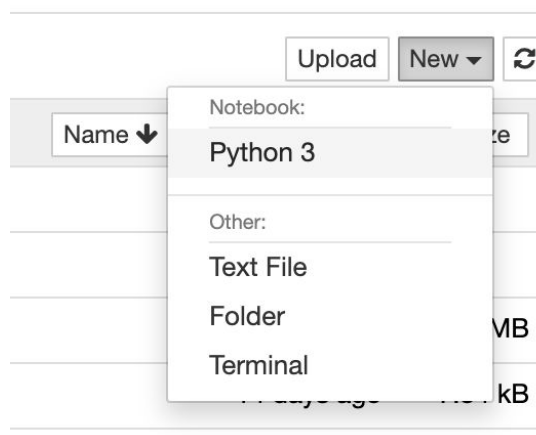 Upload New
Name
Notebook:
Python 3
Other:
Text File
Folder
Terminal
MB
kB